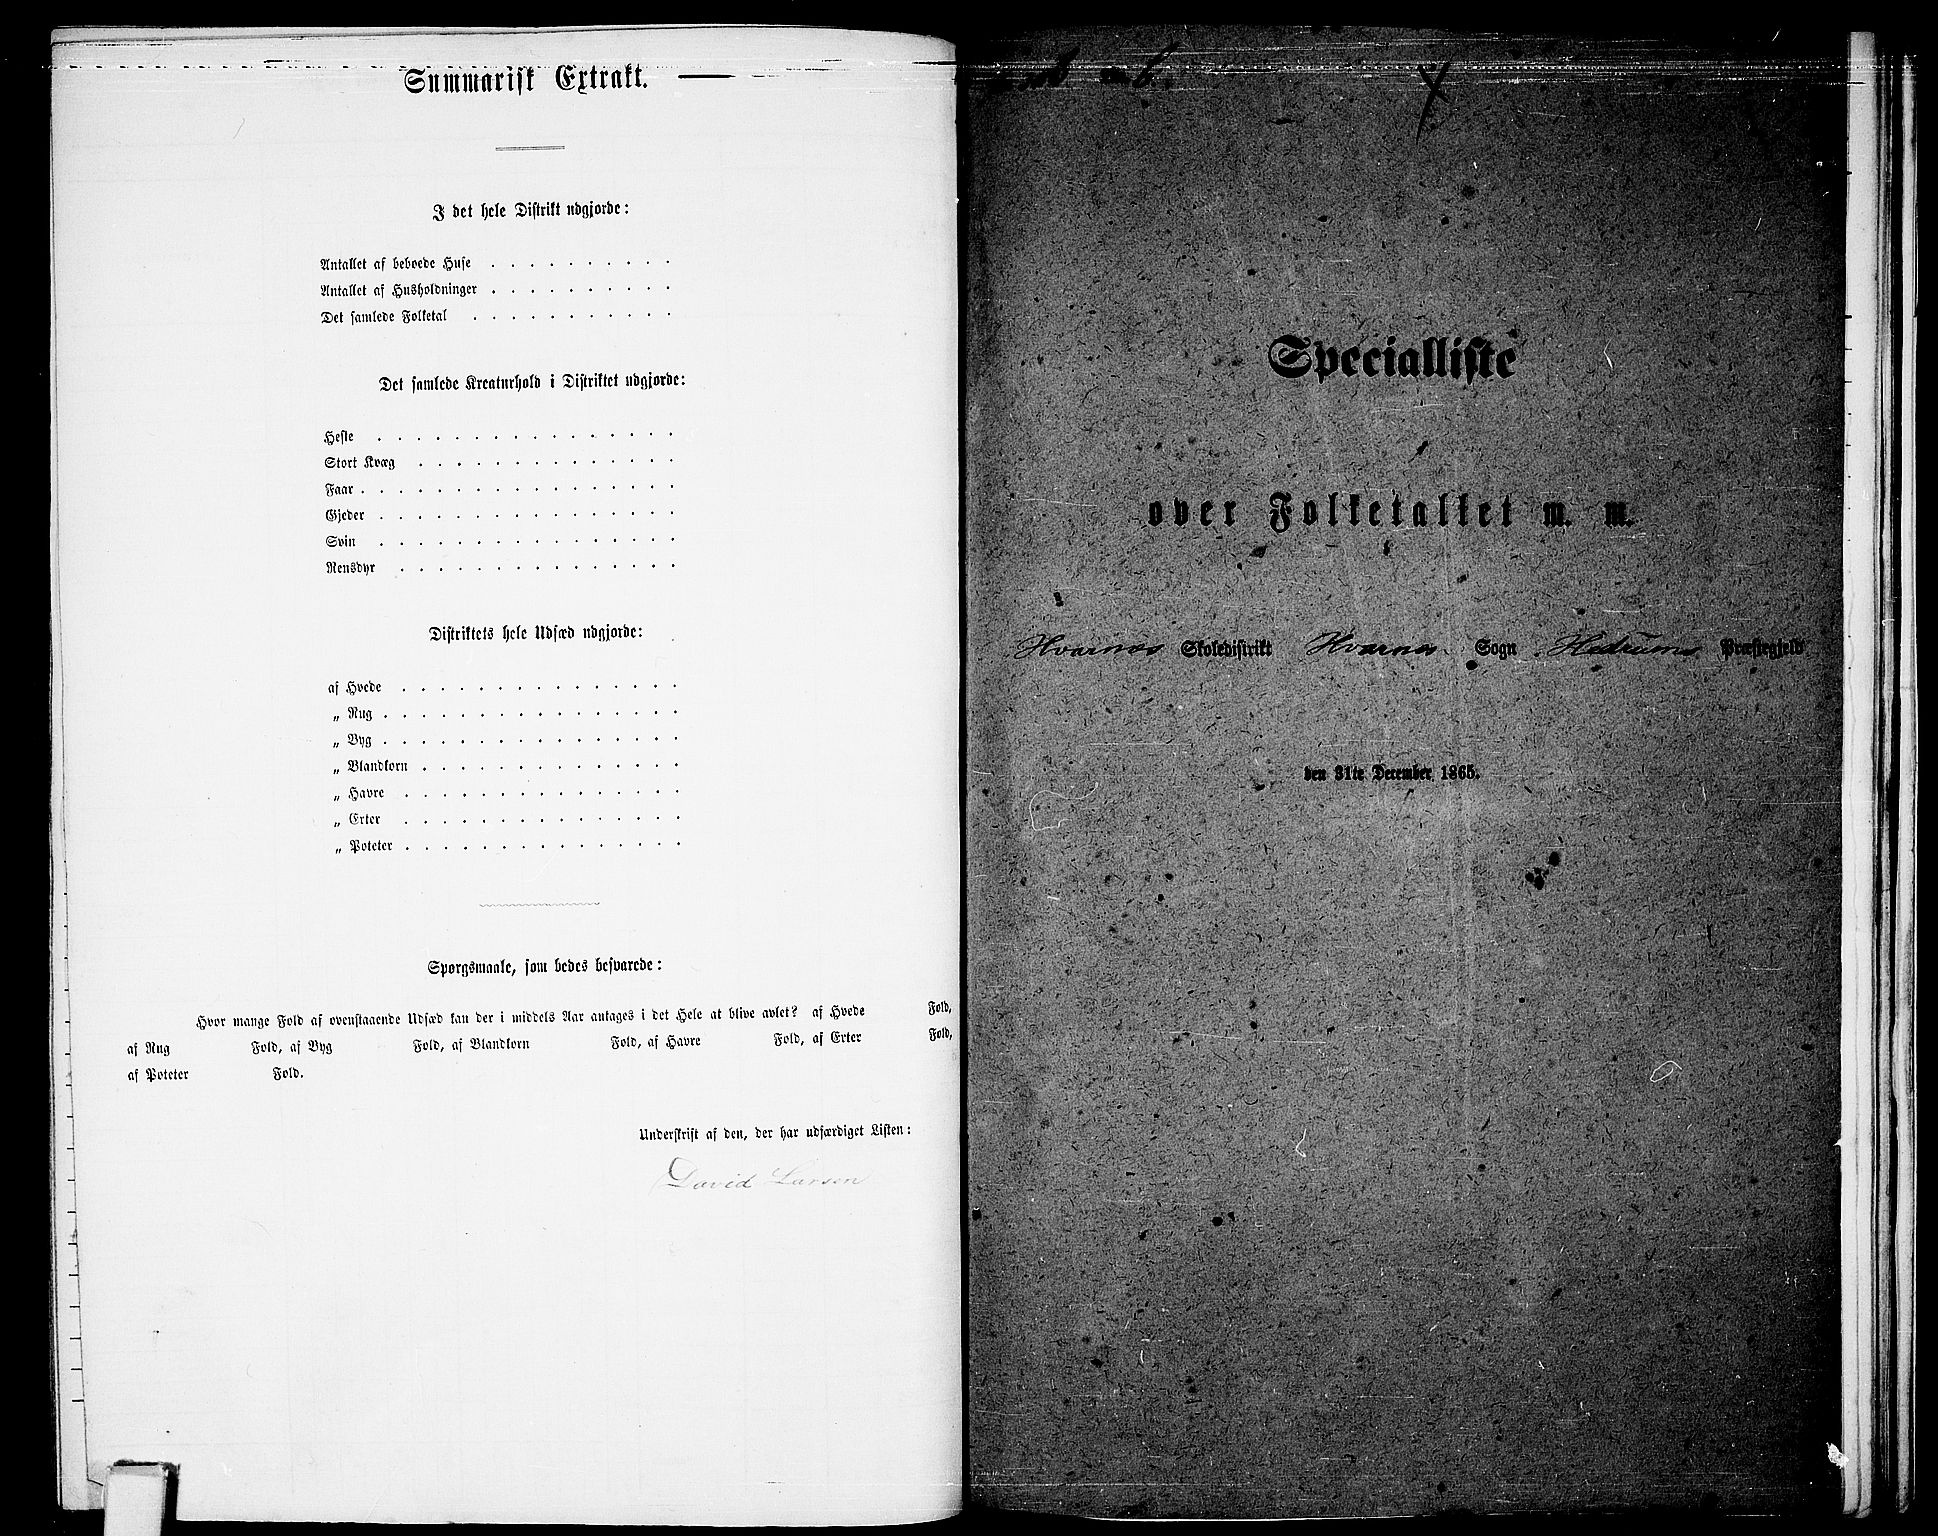 Summarisk Extrakt.
I det hele Distrikt udgjorde:
Antallet af beboede Huse . . . . . . . . . .
Antallet af Husholdninger . . . . . . . . . .
Det samlede Folketal . . . . . . . . . . .
Det samlede Kreaturhold i Distriktet udgjorde:
Heste . . . . . . . . . . . . . . .
Stort Kvæg . . . . . . . . . . . . . .
Faar . . . . . . . . . . . . . . . .
Gjeder . . . . . . . . . . . . . . .
Svin . . . . . . . . . . . . . . .
Rensdyr . . . . . . . . . . . . . .
Distriktets hele Udsæd udgjorde:
af Hvede . . . . . . . . . . . . . .
„ Rug . . . . . . . . . . . . . . .
„ Byg . . . . . . . . . . . . . . .
„ Blandkorn . . . . . . . . . . . . .
„ Havre . . . . . . . . . . . . . .
„ Erter . . . . . . . . . . . . . .
„ Poteter . . . . . . . . . . . . . .
Spørgsmaale, som bedes besvarede:
Hvor mange Fold af ovenstaaende Udsæd kan der i middels Aar antages i det Hele at blive avlet? af Hvede Fold,
af Rug Fold, af Byg Fold, af Blandkorn Fold, af Havre Fold, af Erter Fold,
af Poteter Fold.
Underskrift af den, der har udfærdiget Listen:
David Larsen
Specialliste
over Folketallet m. m.
Hvarnæs Skoledistrikt Hvarnes Sogn Hedrums Præstegjeld
den 31te December 1865.